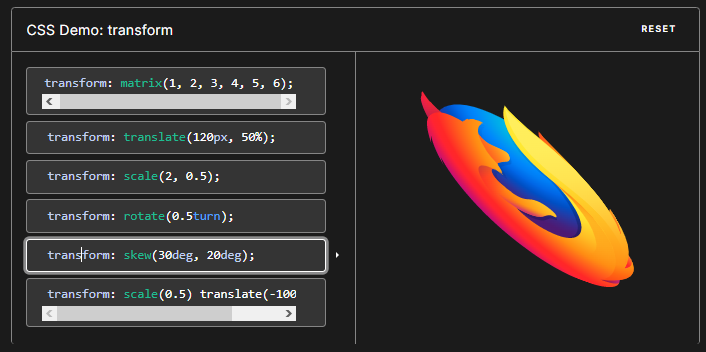 CSS Demo: transform
RESET
transform: matrix(1, 2, 3, 4, 5, 6);
transform: translate(120px, 50%);
transform: scale(2, 0.5);
transform: rotate(0.5turn);
transform: skew(30deg, 20deg);
transform: scale(0.5) translate(-100